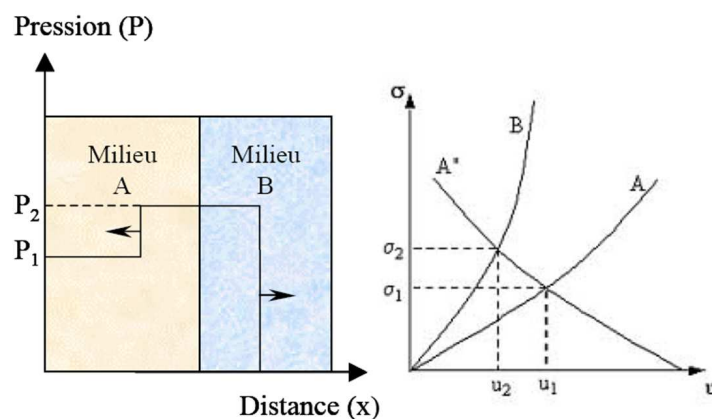 Pression (P)
Milieu
A
Milieu
B
P₂
P₁
Distance (x)
σ
B
A*
A
σ₂
σ₁
u₂
u₁
u